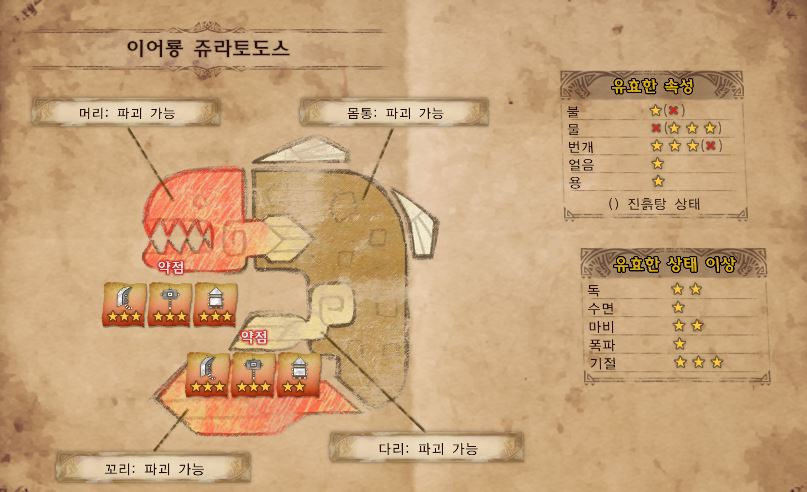 이어룡 쥬라토도스
머리: 파괴 가능
몸통: 파괴 가능
약점
약점
꼬리: 파괴 가능
다리: 파괴 가능
유효한 속성
불 ★(✖)
물 ✖(★★★)
번개 ★★★(✖)
얼음 ★
용 ★
() 진흙탕 상태
유효한 상태 이상
독 ★★
수면 ★
마비 ★★
폭파 ★
기절 ★★★